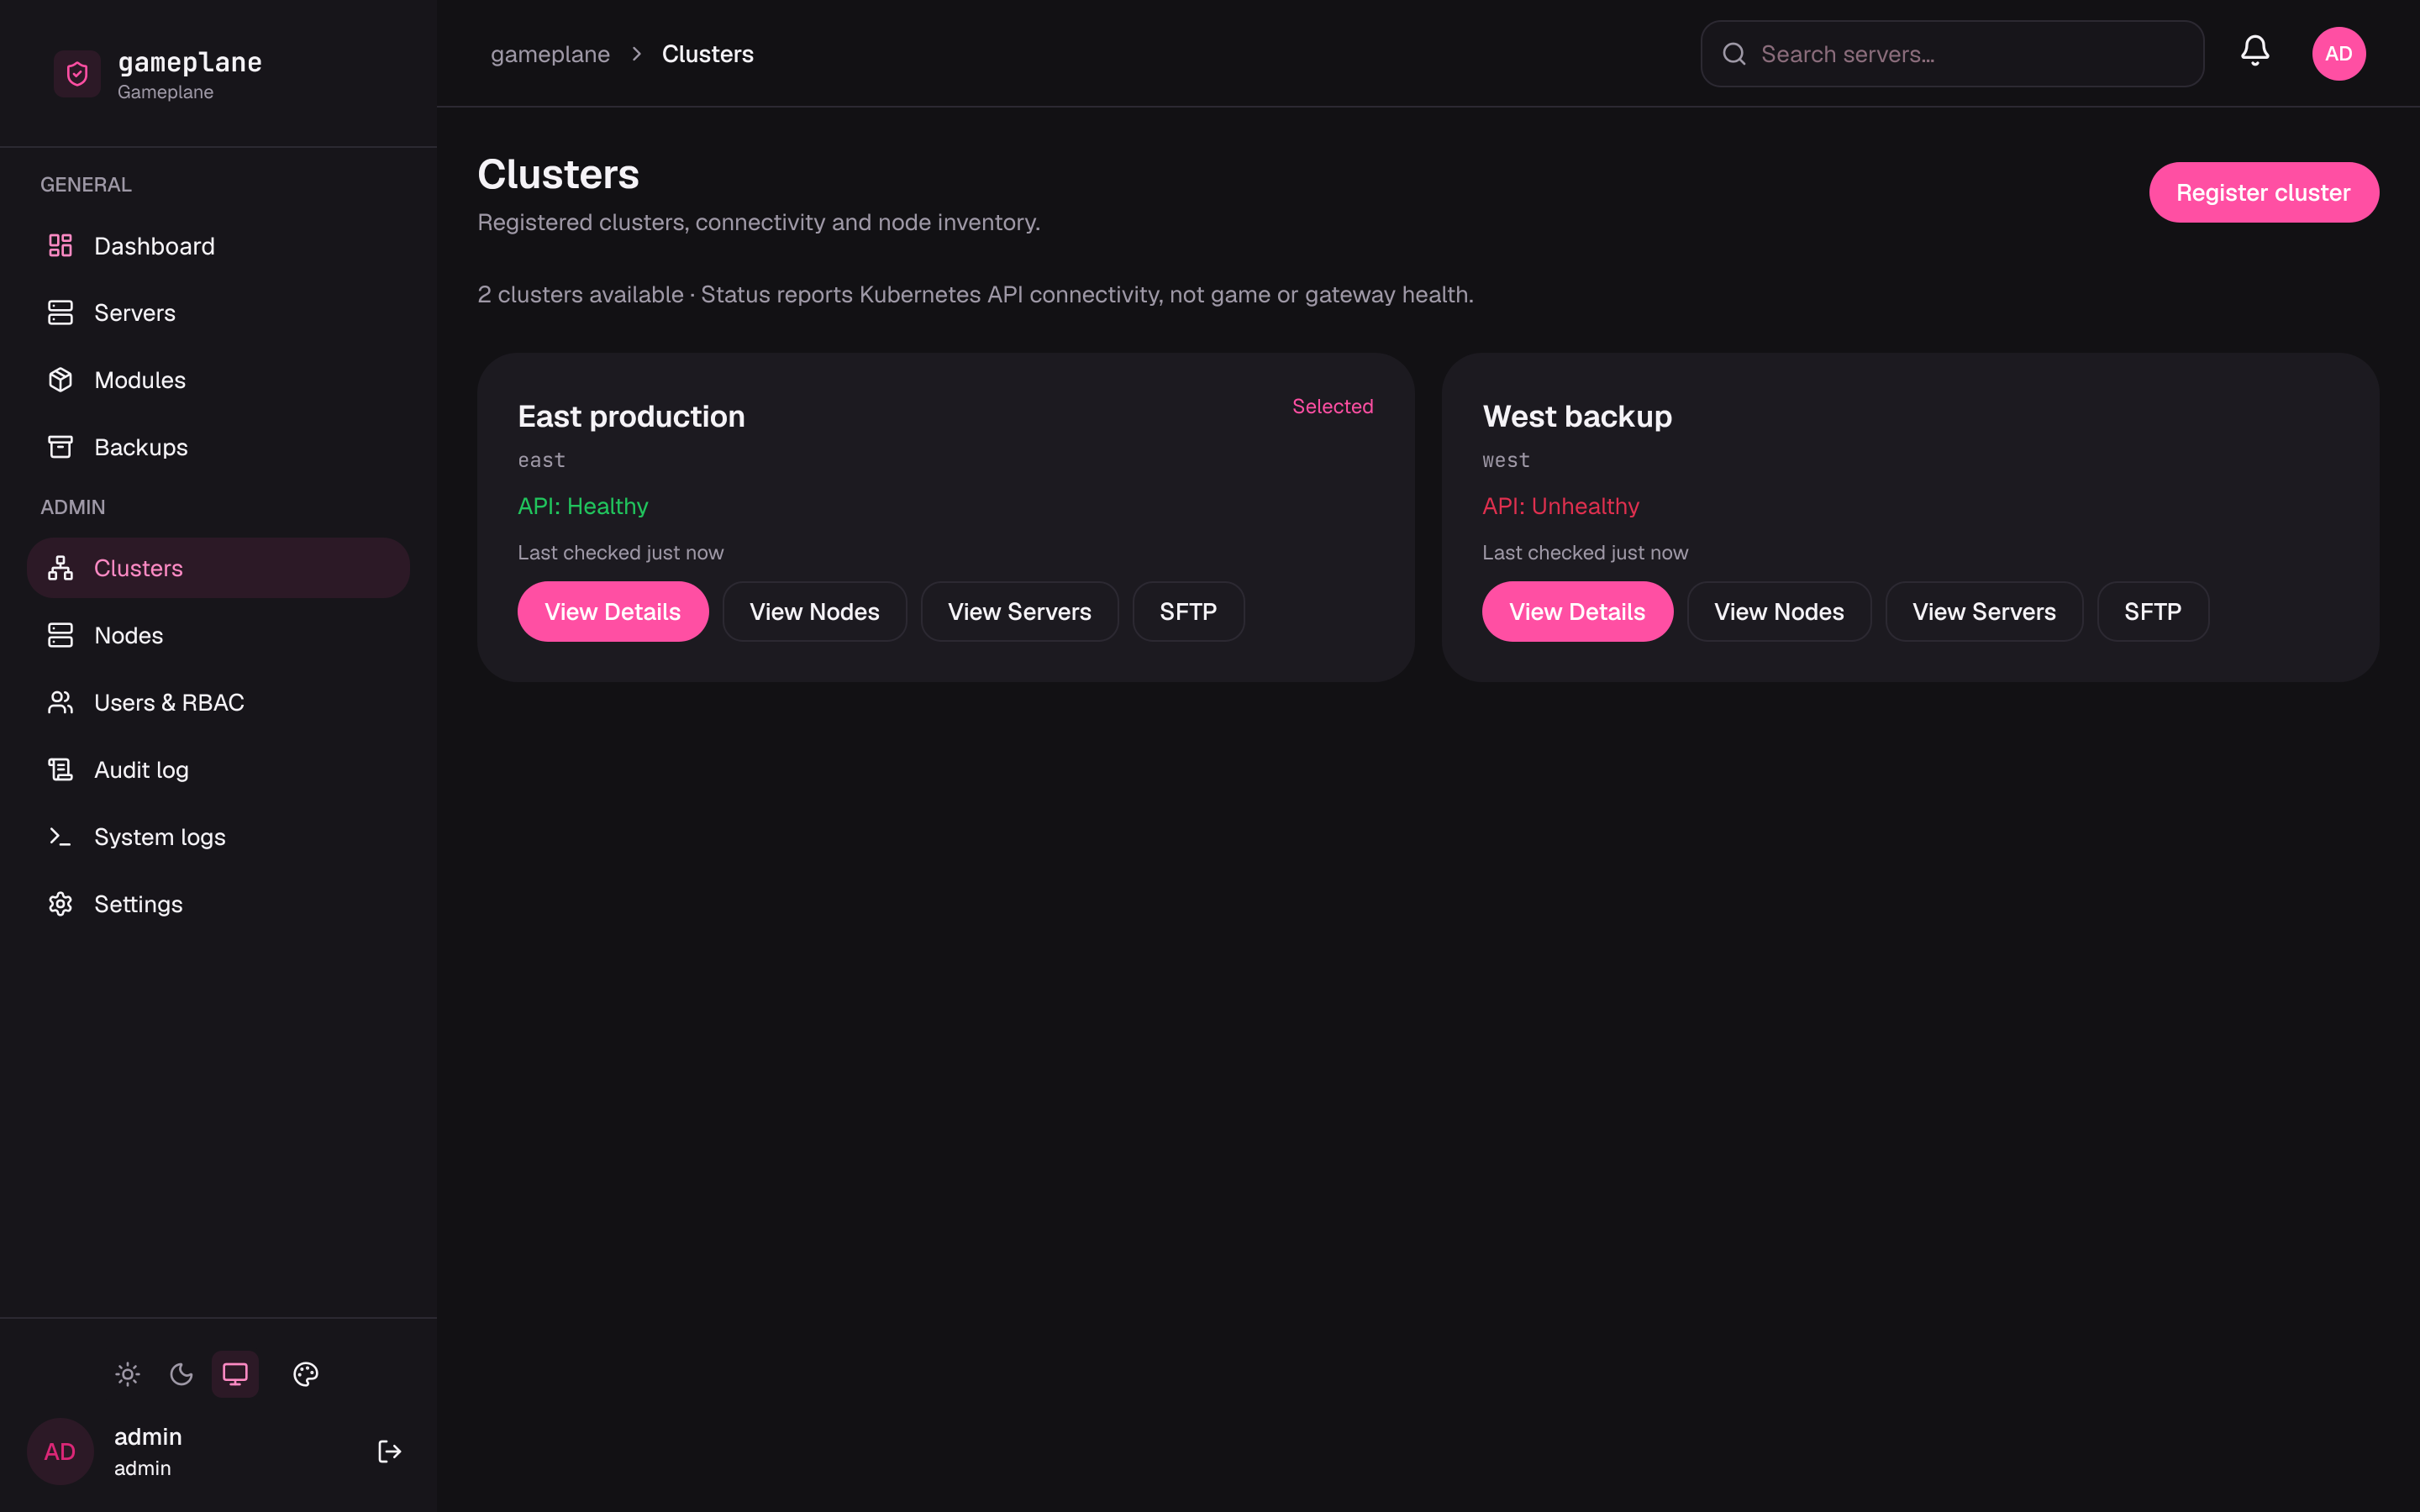 gameplane
Gameplane
GENERAL
Dashboard
Servers
Modules
Backups
ADMIN
Clusters
Nodes
Users & RBAC
Audit log
System logs
Settings
AD
admin
admin
gameplane > Clusters
Search servers...
AD
Clusters
Registered clusters, connectivity and node inventory.
Register cluster
2 clusters available · Status reports Kubernetes API connectivity, not game or gateway health.
East production
Selected
east
API: Healthy
Last checked just now
View Details
View Nodes
View Servers
SFTP
West backup
west
API: Unhealthy
Last checked just now
View Details
View Nodes
View Servers
SFTP